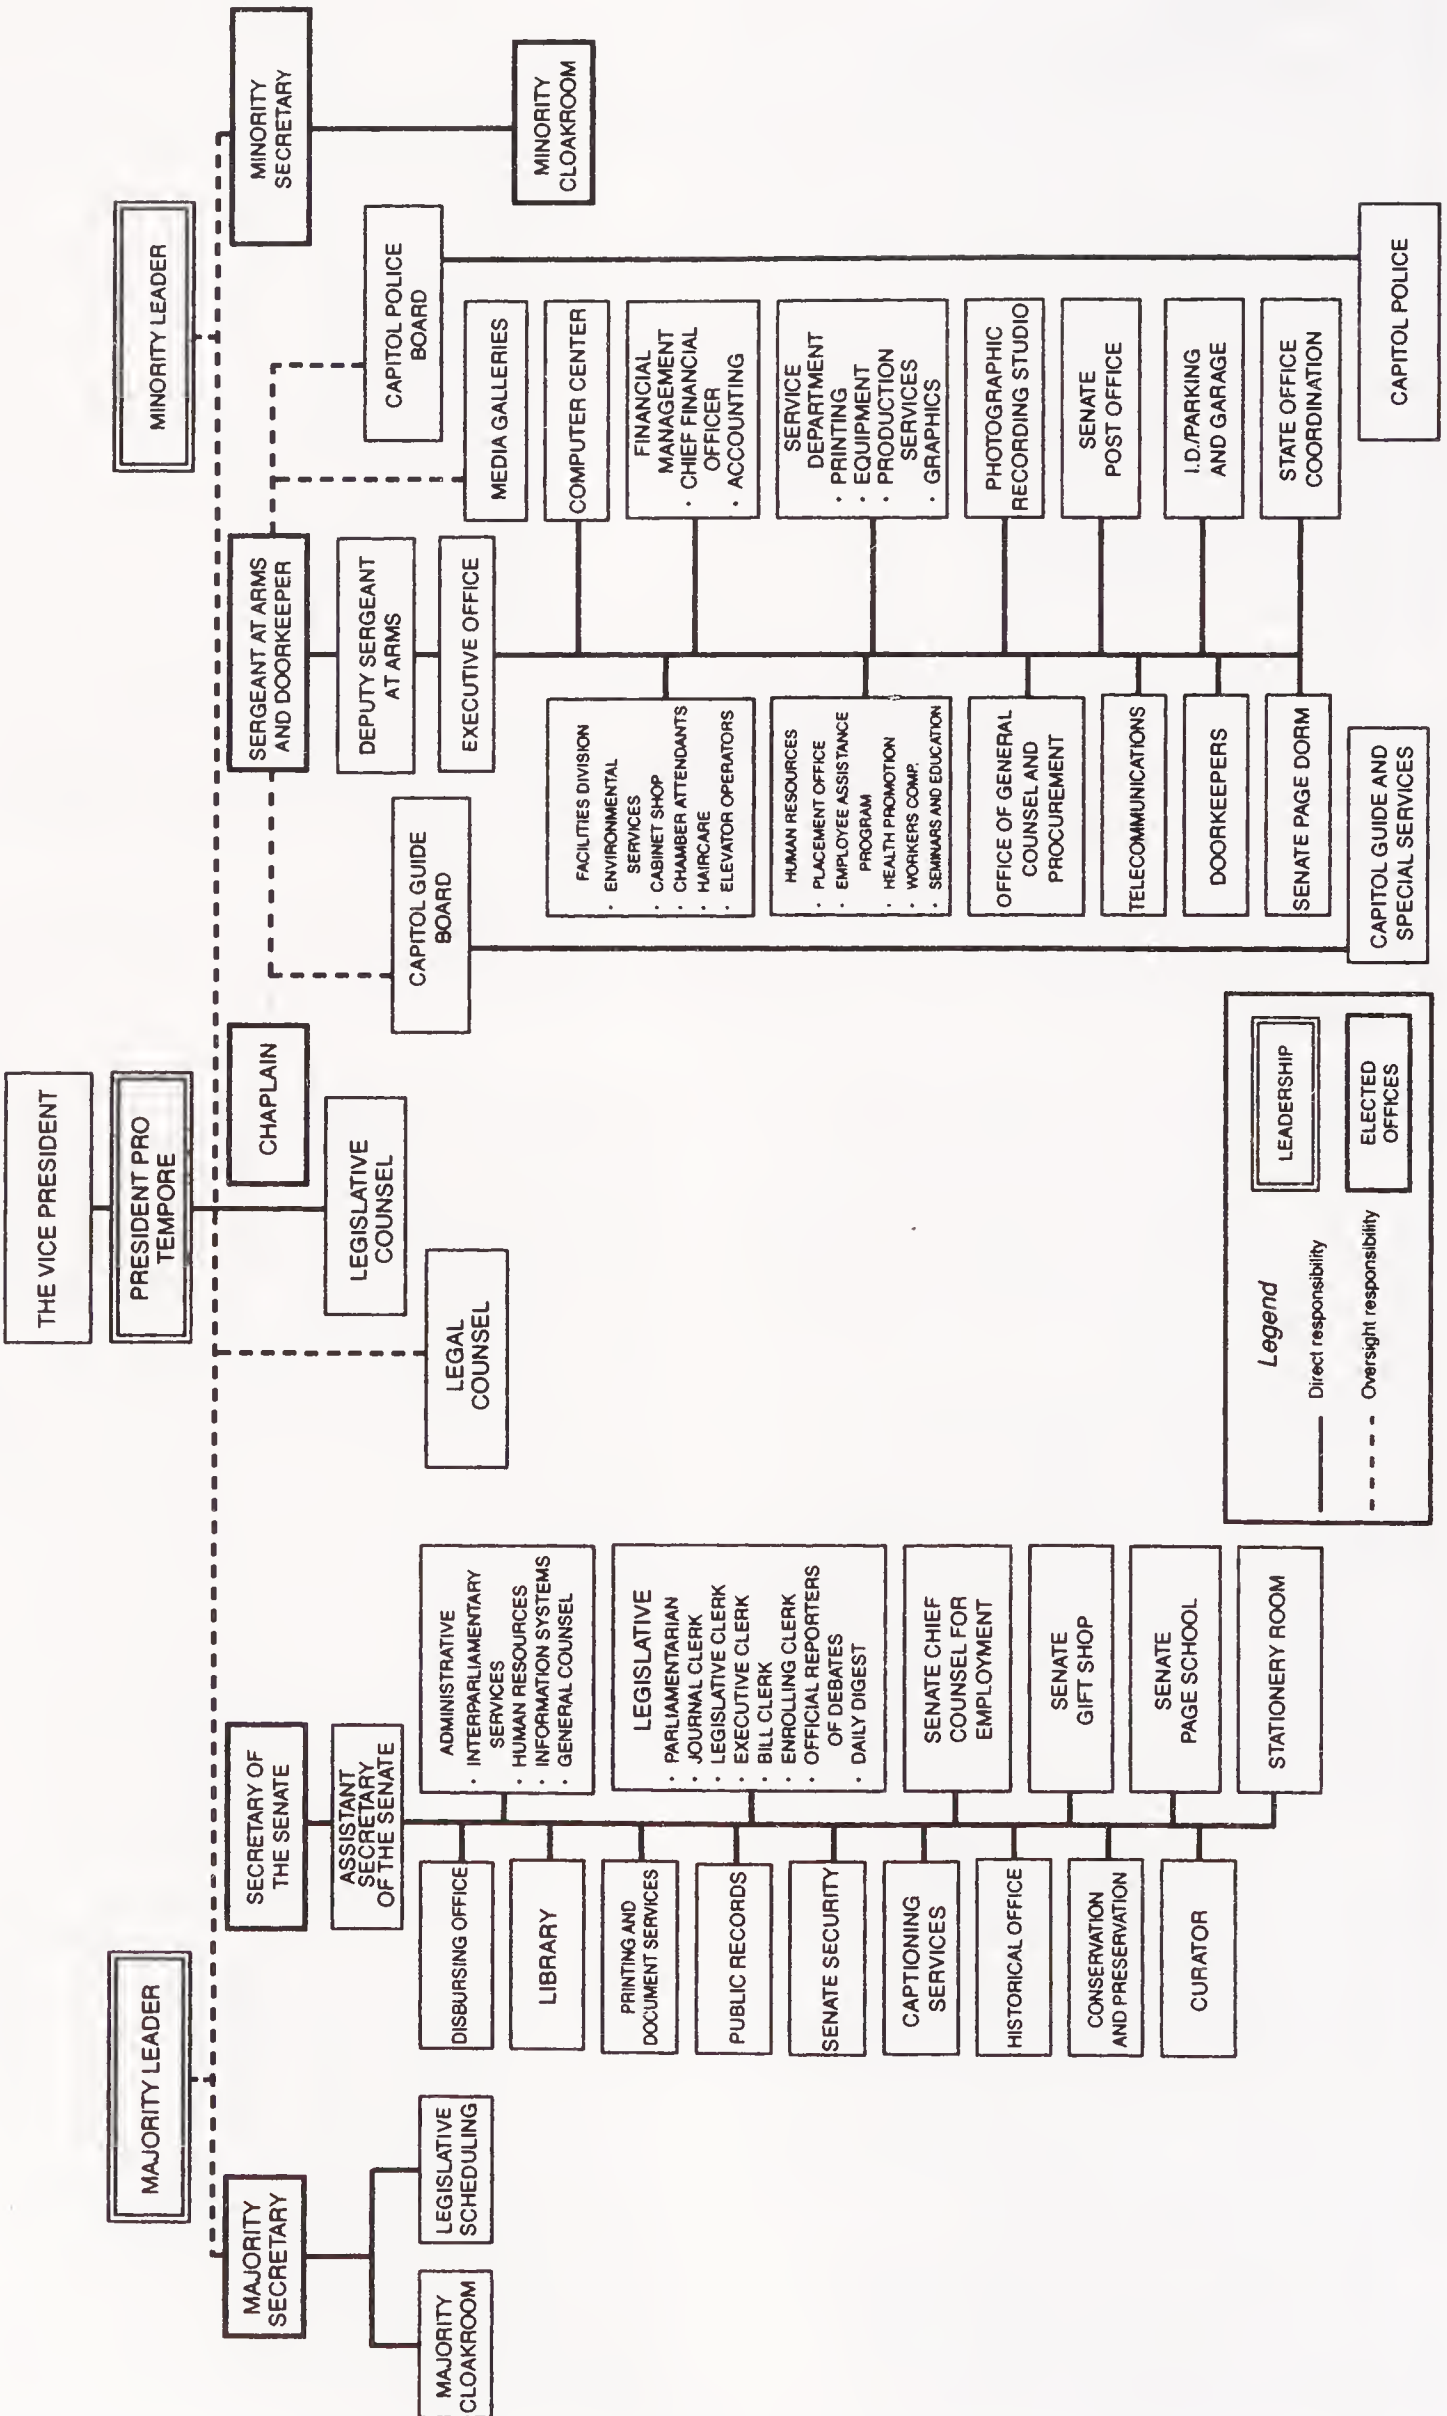 THE VICE PRESIDENT
PRESIDENT PRO
TEMPORE
MAJORITY LEADER
MINORITY LEADER
MAJORITY
SECRETARY
SECRETARY OF
THE SENATE
CHAPLAIN
SERGEANT AT ARMS
AND DOORKEEPER
MINORITY
SECRETARY
MAJORITY
CLOAKROOM
LEGISLATIVE
SCHEDULING
ASSISTANT
SECRETARY
OF THE SENATE
DISBURSING OFFICE
LIBRARY
PRINTING AND
DOCUMENT SERVICES
PUBLIC RECORDS
SENATE SECURITY
CAPTIONING
SERVICES
HISTORICAL OFFICE
CONSERVATION
AND PRESERVATION
CURATOR
ADMINISTRATIVE
· INTERPARLIAMENTARY
SERVICES
· HUMAN RESOURCES
· INFORMATION SYSTEMS
· GENERAL COUNSEL
LEGISLATIVE
· PARLIAMENTARIAN
· JOURNAL CLERK
· LEGISLATIVE CLERK
· EXECUTIVE CLERK
· BILL CLERK
· ENROLLING CLERK
· OFFICIAL REPORTERS
OF DEBATES
· DAILY DIGEST
SENATE CHIEF
COUNSEL FOR
EMPLOYMENT
SENATE
GIFT SHOP
SENATE
PAGE SCHOOL
STATIONERY ROOM
LEGAL
COUNSEL
LEGISLATIVE
COUNSEL
CAPITOL GUIDE
BOARD
CAPITOL GUIDE AND
SPECIAL SERVICES
DEPUTY SERGEANT
AT ARMS
EXECUTIVE OFFICE
FACILITIES DIVISION
· ENVIRONMENTAL
SERVICES
· CABINET SHOP
· CHAMBER ATTENDANTS
· HAIRCARE
· ELEVATOR OPERATORS
HUMAN RESOURCES
· PLACEMENT OFFICE
· EMPLOYEE ASSISTANCE
PROGRAM
· HEALTH PROMOTION
· WORKERS COMP.
· SEMINARS AND EDUCATION
OFFICE OF GENERAL
COUNSEL AND
PROCUREMENT
TELECOMMUNICATIONS
DOORKEEPERS
SENATE PAGE DORM
MEDIA GALLERIES
COMPUTER CENTER
FINANCIAL
MANAGEMENT
· CHIEF FINANCIAL
OFFICER
· ACCOUNTING
SERVICE
DEPARTMENT
· PRINTING
· EQUIPMENT
· PRODUCTION
SERVICES
· GRAPHICS
PHOTOGRAPHIC
RECORDING STUDIO
SENATE
POST OFFICE
I.D./PARKING
AND GARAGE
STATE OFFICE
COORDINATION
CAPITOL POLICE
BOARD
CAPITOL POLICE
MINORITY
CLOAKROOM
Legend
Direct responsibility
Oversight responsibility
LEADERSHIP
ELECTED
OFFICES